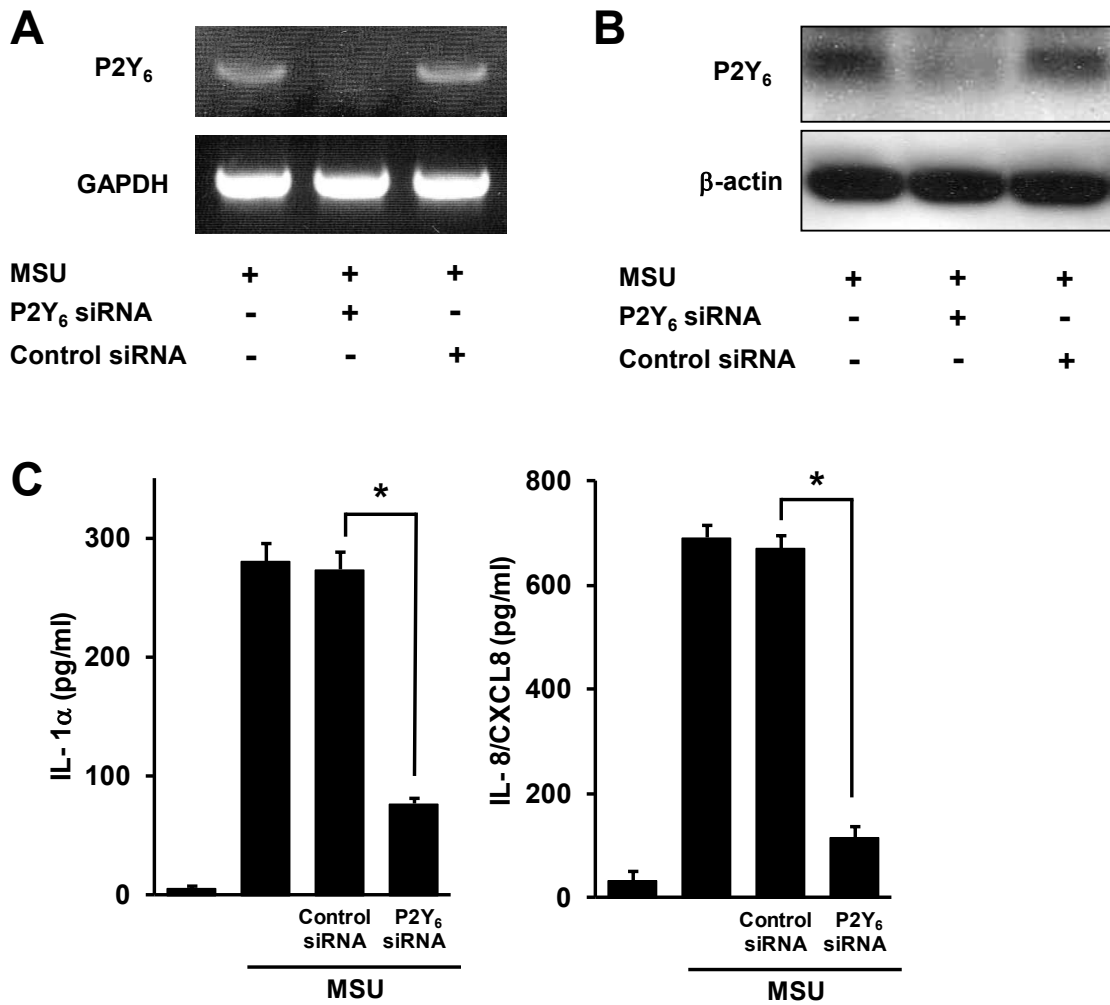 A
P2Y₆
GAPDH
MSU + + +
P2Y₆ siRNA - + -
Control siRNA - - +
B
P2Y₆
β-actin
MSU + + +
P2Y₆ siRNA - + -
Control siRNA - - +
C
IL- 1α (pg/ml)
300
200
100
0
*
Control siRNA
P2Y₆ siRNA
MSU
IL- 8/CXCL8 (pg/ml)
800
600
400
200
0
*
Control siRNA
P2Y₆ siRNA
MSU